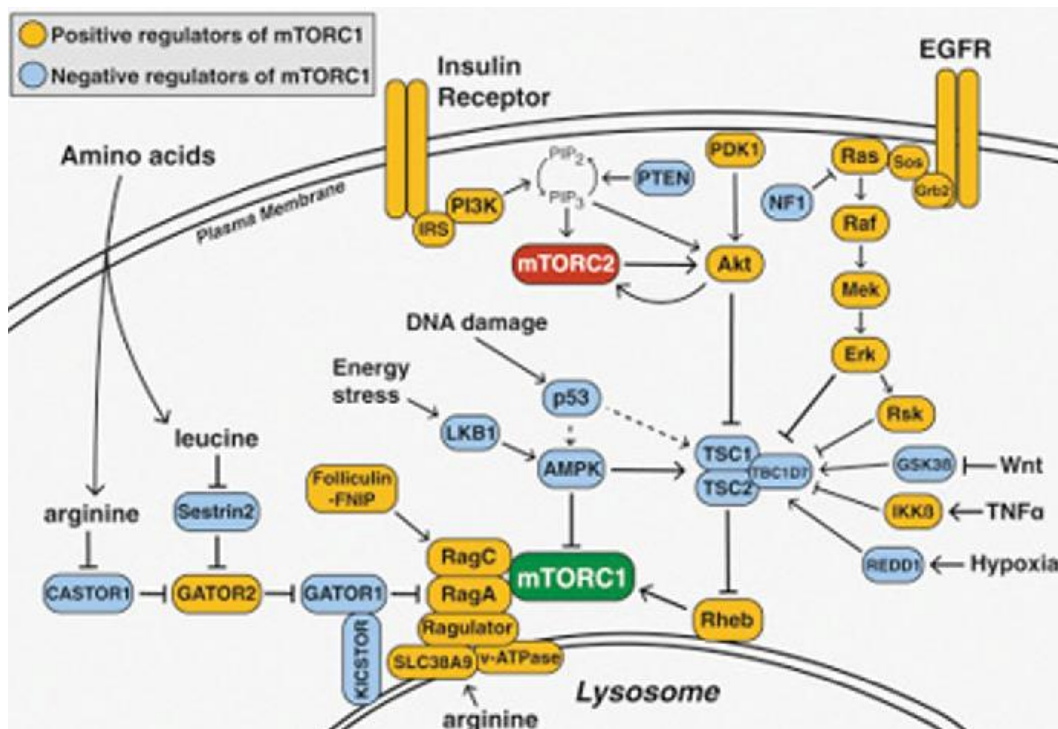 Positive regulators of mTORC1
Negative regulators of mTORC1
Insulin
Receptor
EGFR
Amino acids
Plasma Membrane
PIP2
PIP3
PTEN
PDK1
Ras
Sos
Grb2
NF1
PI3K
IRS
Raf
mTORC2
Akt
Mek
DNA damage
Erk
Energy
stress
p53
Rsk
LKB1
leucine
AMPK
TSC1
TBC1D7
TSC2
GSK3ß
Wnt
Folliculin
-FNIP
arginine
Sestrin2
IKKß
TNFα
RagC
mTORC1
REDD1
Hypoxia
CASTOR1
GATOR2
GATOR1
RagA
Rheb
KICSTOR
Ragulator
SLC38A9
v-ATPase
Lysosome
arginine